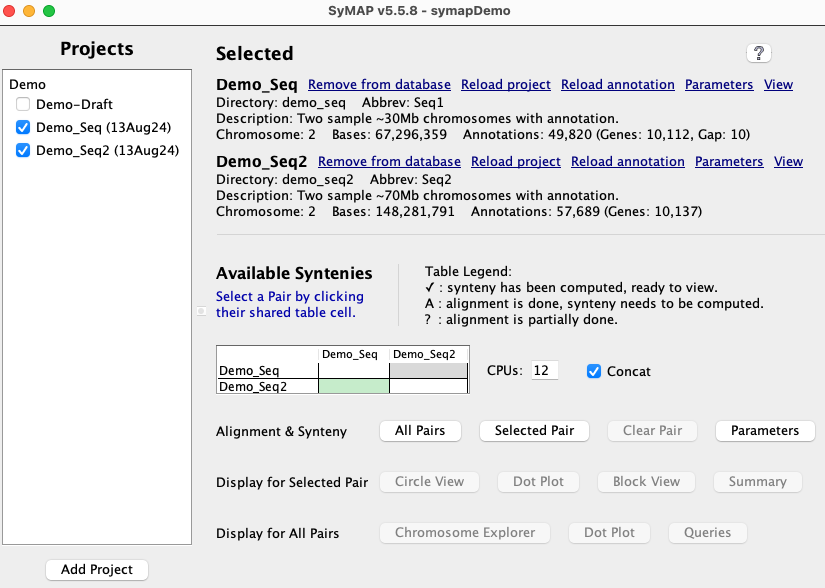 SyMAP v5.5.8 - symapDemo
Projects
Demo
Demo-Draft
Demo_Seq (13Aug24)
Demo_Seq2 (13Aug24)
Add Project
Selected
?
Demo_Seq Remove from database Reload project Reload annotation Parameters View
Directory: demo_seq Abbrev: Seq1
Description: Two sample ~30Mb chromosomes with annotation.
Chromosome: 2 Bases: 67,296,359 Annotations: 49,820 (Genes: 10,112, Gap: 10)
Demo_Seq2 Remove from database Reload project Reload annotation Parameters View
Directory: demo_seq2 Abbrev: Seq2
Description: Two sample ~70Mb chromosomes with annotation.
Chromosome: 2 Bases: 148,281,791 Annotations: 57,689 (Genes: 10,137)
Available Syntenies
Select a Pair by clicking
their shared table cell.
Table Legend:
✓ : synteny has been computed, ready to view.
A : alignment is done, synteny needs to be computed.
? : alignment is partially done.
Demo_Seq Demo_Seq2
Demo_Seq
Demo_Seq2
CPUs: 12 Concat
Alignment & Synteny All Pairs Selected Pair Clear Pair Parameters
Display for Selected Pair Circle View Dot Plot Block View Summary
Display for All Pairs Chromosome Explorer Dot Plot Queries